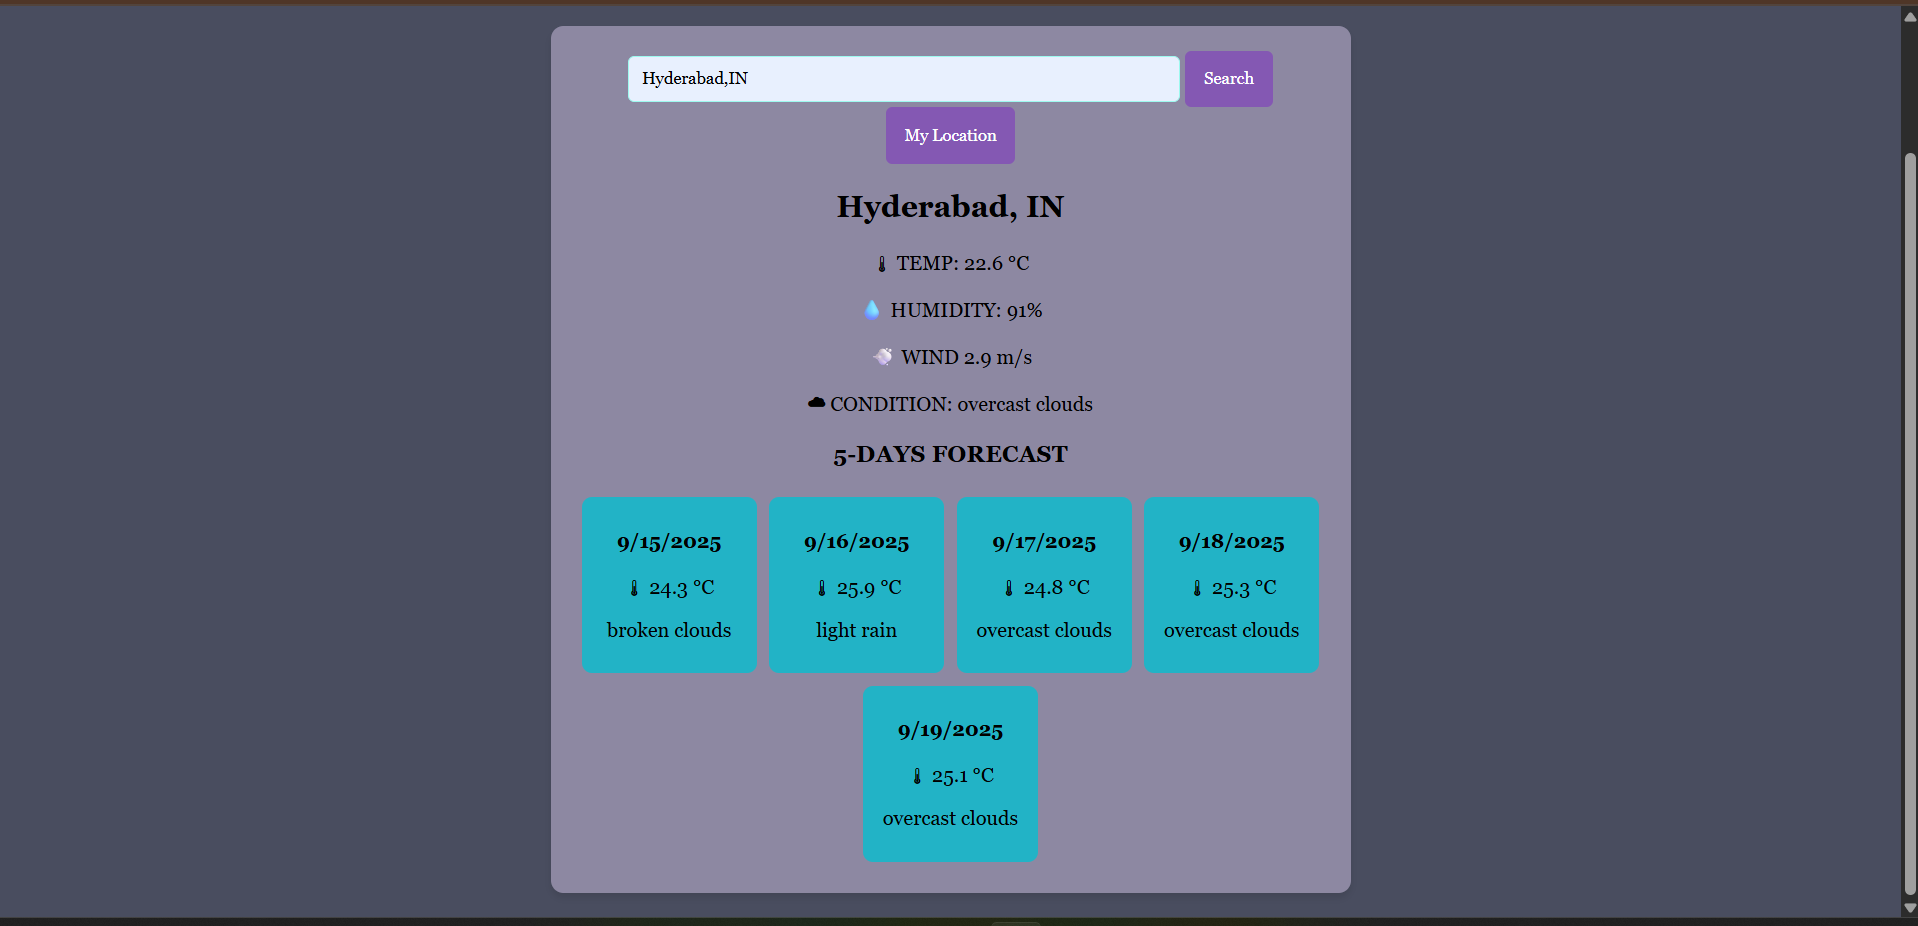 Hyderabad,IN Search
My Location
Hyderabad, IN
🌡 TEMP: 22.6 °C
💧 HUMIDITY: 91%
💨 WIND 2.9 m/s
☁ CONDITION: overcast clouds
5-DAYS FORECAST
9/15/2025 9/16/2025 9/17/2025 9/18/2025
🌡 24.3 °C 🌡 25.9 °C 🌡 24.8 °C 🌡 25.3 °C
broken clouds light rain overcast clouds overcast clouds
9/19/2025
🌡 25.1 °C
overcast clouds